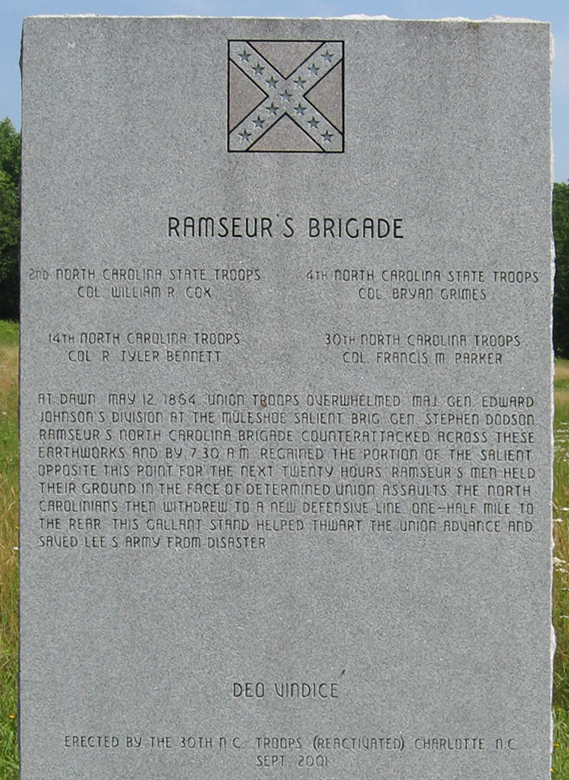 RAMSEUR'S BRIGADE
2ND NORTH CAROLINA STATE TROOPS
COL. WILLIAM R. COX
4TH NORTH CAROLINA STATE TROOPS
COL. BRYAN GRIMES
14TH NORTH CAROLINA TROOPS
COL. R. TYLER BENNETT
30TH NORTH CAROLINA TROOPS
COL. FRANCIS M. PARKER
AT DAWN, MAY 12, 1864, UNION TROOPS OVERWHELMED MAJ. GEN. EDWARD
JOHNSON'S DIVISION AT THE MULESHOE SALIENT. BRIG. GEN. STEPHEN DODSON
RAMSEUR'S NORTH CAROLINA BRIGADE COUNTERATTACKED ACROSS THESE
EARTHWORKS AND BY 7:30 A.M. REGAINED THE PORTION OF THE SALIENT
OPPOSITE THIS POINT. FOR THE NEXT TWENTY HOURS, RAMSEUR'S MEN HELD
THEIR GROUND IN THE FACE OF DETERMINED UNION ASSAULTS. THE NORTH
CAROLINIANS THEN WITHDREW TO A NEW DEFENSIVE LINE ONE-HALF MILE TO
THE REAR. THIS GALLANT STAND HELPED THWART THE UNION ADVANCE AND
SAVED LEE'S ARMY FROM DISASTER.
DEO VINDICÉ
ERECTED BY THE 30TH N.C. TROOPS (REACTIVATED) CHARLOTTE, N.C.
SEPT. 2001